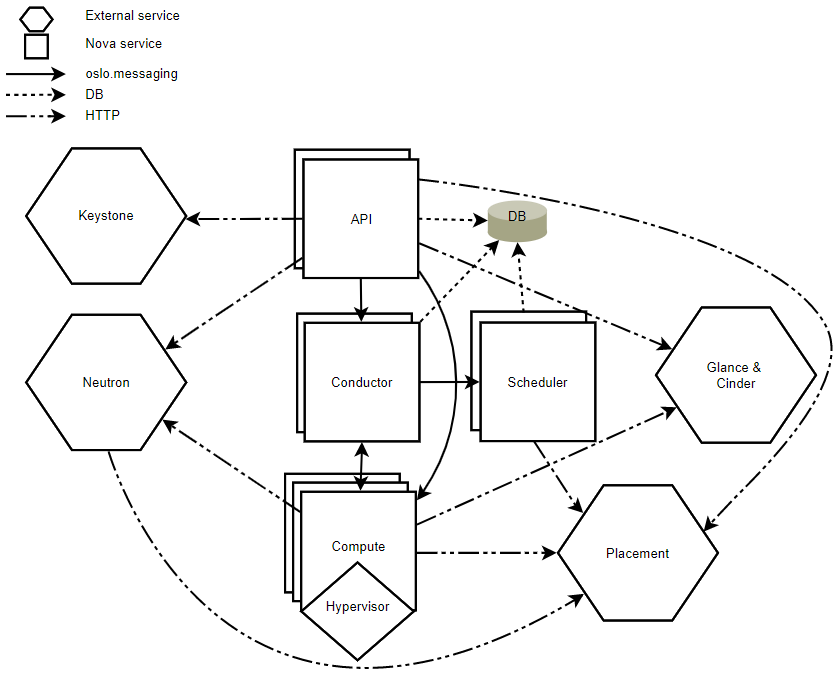 External service
Nova service
oslo.messaging
DB
HTTP
Keystone
API
DB
Neutron
Conductor
Scheduler
Glance &
Cinder
Compute
Placement
Hypervisor